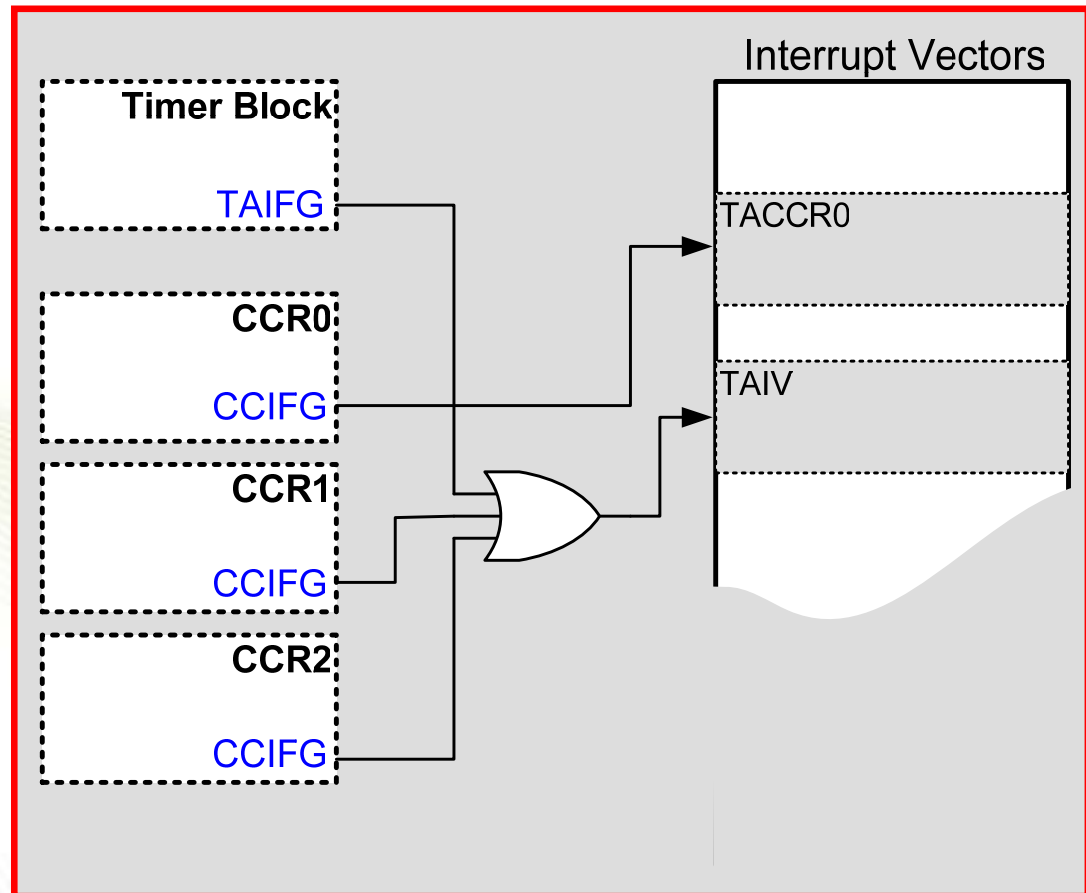 Interrupt Vectors
Timer Block
TAIFG
TACCR0
CCR0
CCIFG
TAIV
CCR1
CCIFG
CCR2
CCIFG